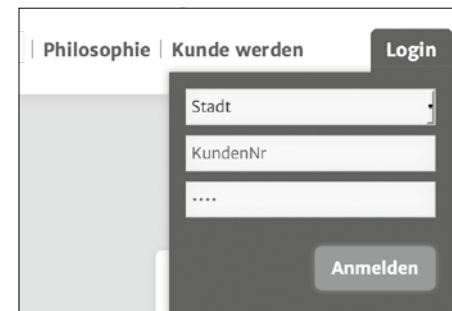 Philosophie | Kunde werden Login
Stadt
KundenNr
····
Anmelden